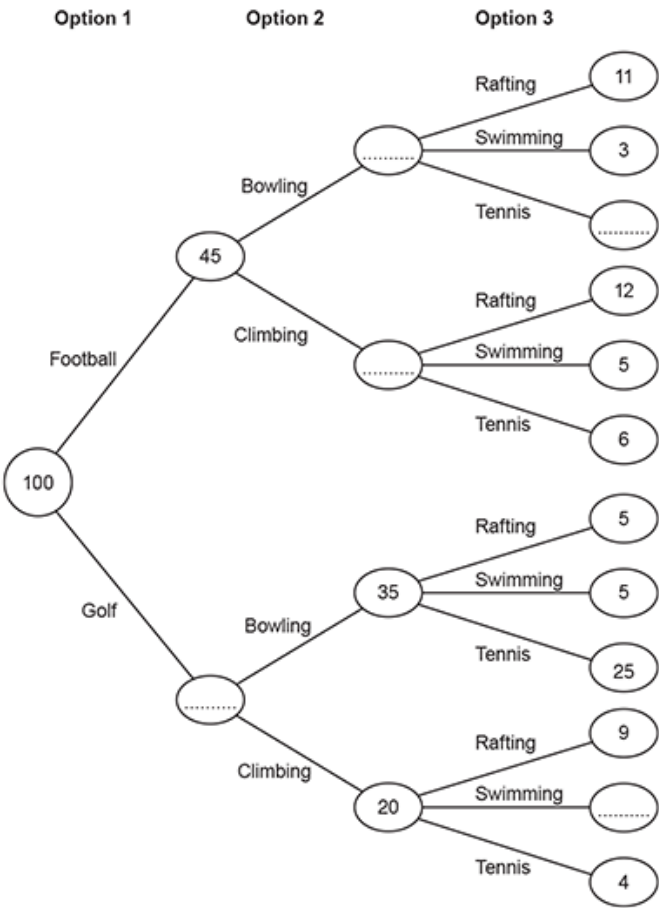 Option 1 Option 2 Option 3
Rafting 11
Swimming 3
Bowling ..........
Tennis ..........
45
Rafting 12
Climbing
Swimming 5
..........
Football
Tennis 6
100
Rafting 5
Swimming 5
35
Golf
Bowling
Tennis 25
..........
Rafting 9
Climbing
Swimming ..........
20
Tennis 4